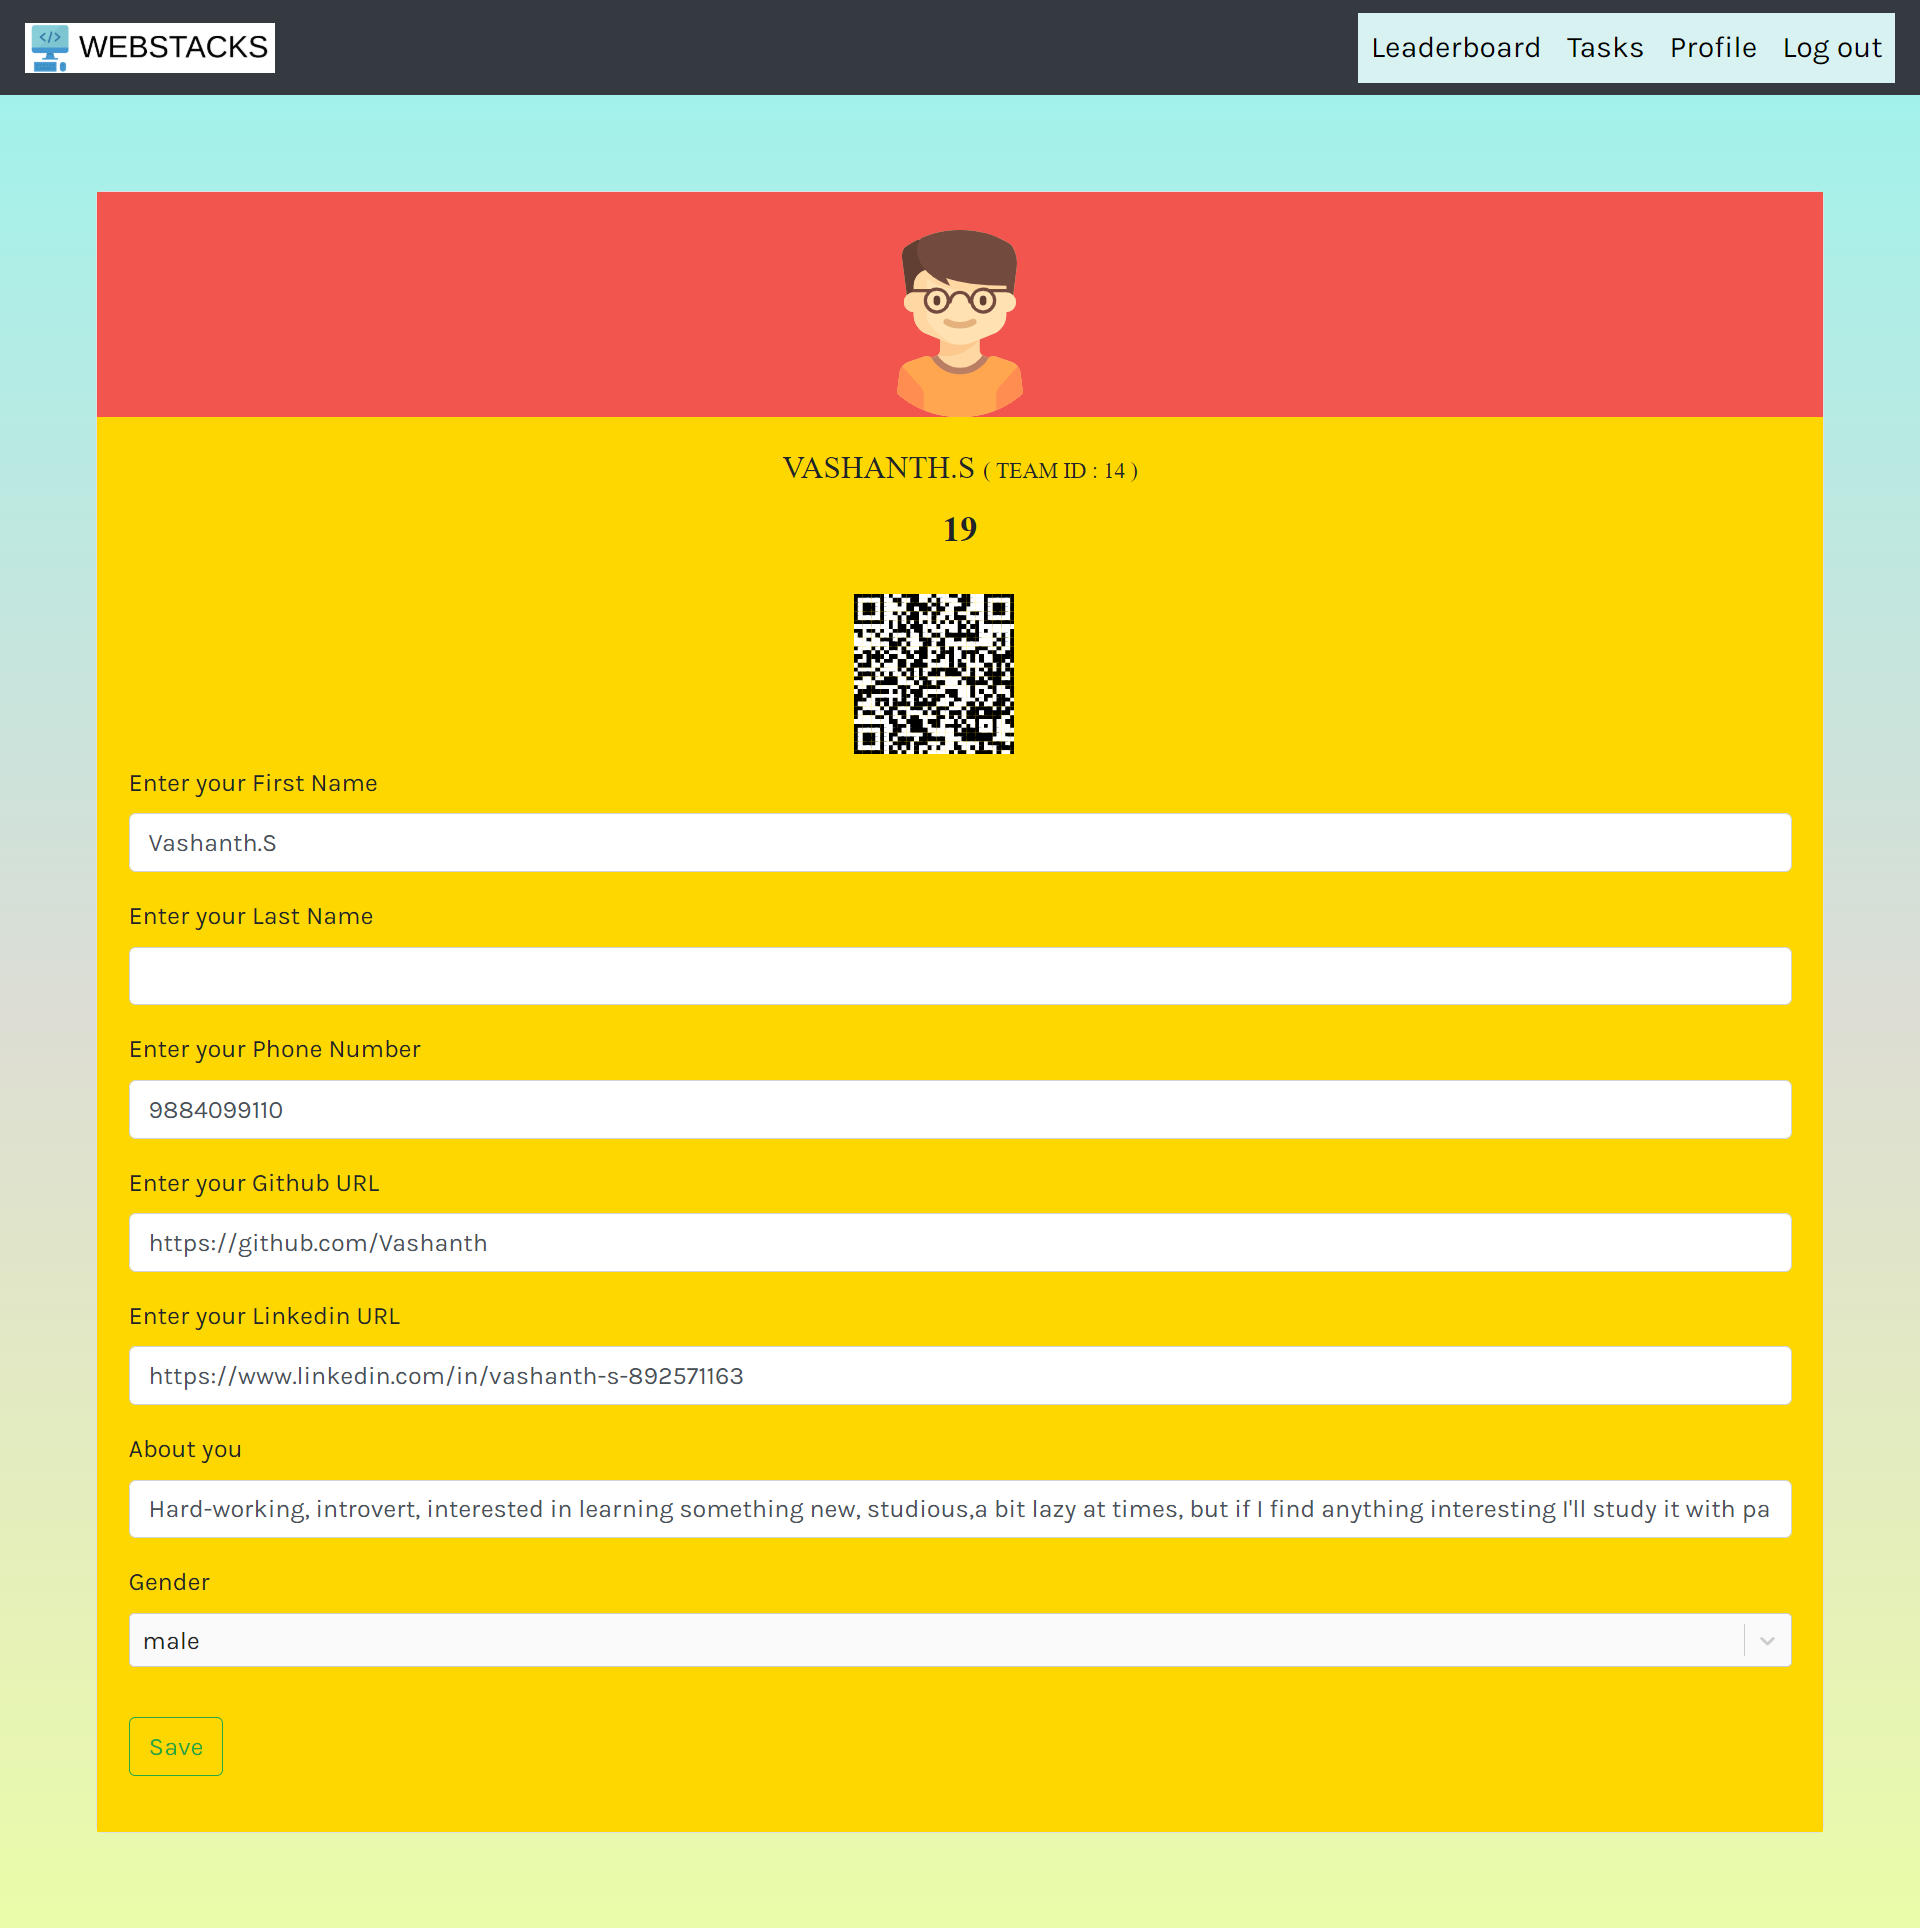 </> WEBSTACKS
Leaderboard Tasks Profile Log out
VASHANTH.S ( TEAM ID : 14 )
19
Enter your First Name
Vashanth.S
Enter your Last Name
Enter your Phone Number
9884099110
Enter your Github URL
https://github.com/Vashanth
Enter your Linkedin URL
https://www.linkedin.com/in/vashanth-s-892571163
About you
Hard-working, introvert, interested in learning something new, studious,a bit lazy at times, but if I find anything interesting I'll study it with pa
Gender
male
Save